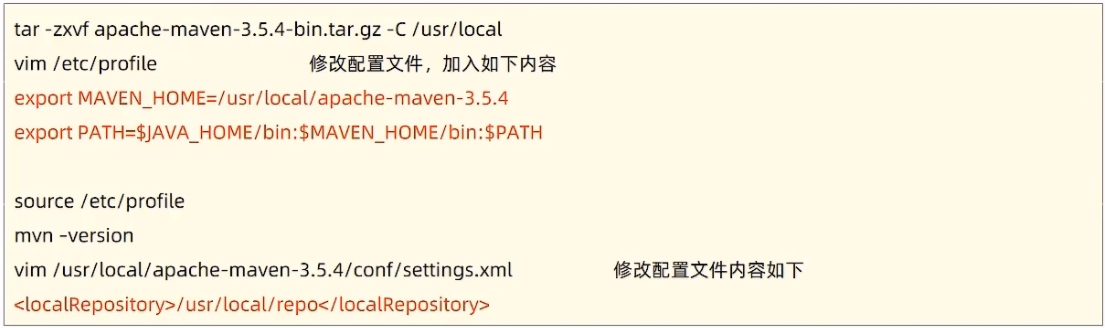 tar -zxvf apache-maven-3.5.4-bin.tar.gz -C /usr/local
vim /etc/profile 修改配置文件，加入如下内容
export MAVEN_HOME=/usr/local/apache-maven-3.5.4
export PATH=$JAVA_HOME/bin:$MAVEN_HOME/bin:$PATH
source /etc/profile
mvn –version
vim /usr/local/apache-maven-3.5.4/conf/settings.xml 修改配置文件内容如下
<localRepository>/usr/local/repo</localRepository>